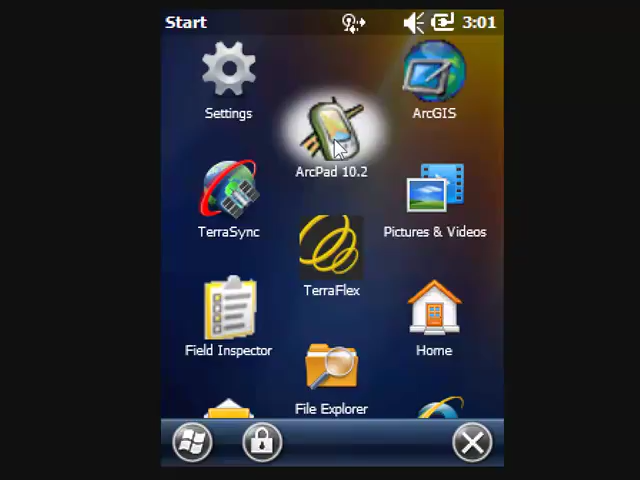 Start 3:01
Settings
ArcGIS
ArcPad 10.2
TerraSync
Pictures & Videos
TerraFlex
Field Inspector
Home
File Explorer